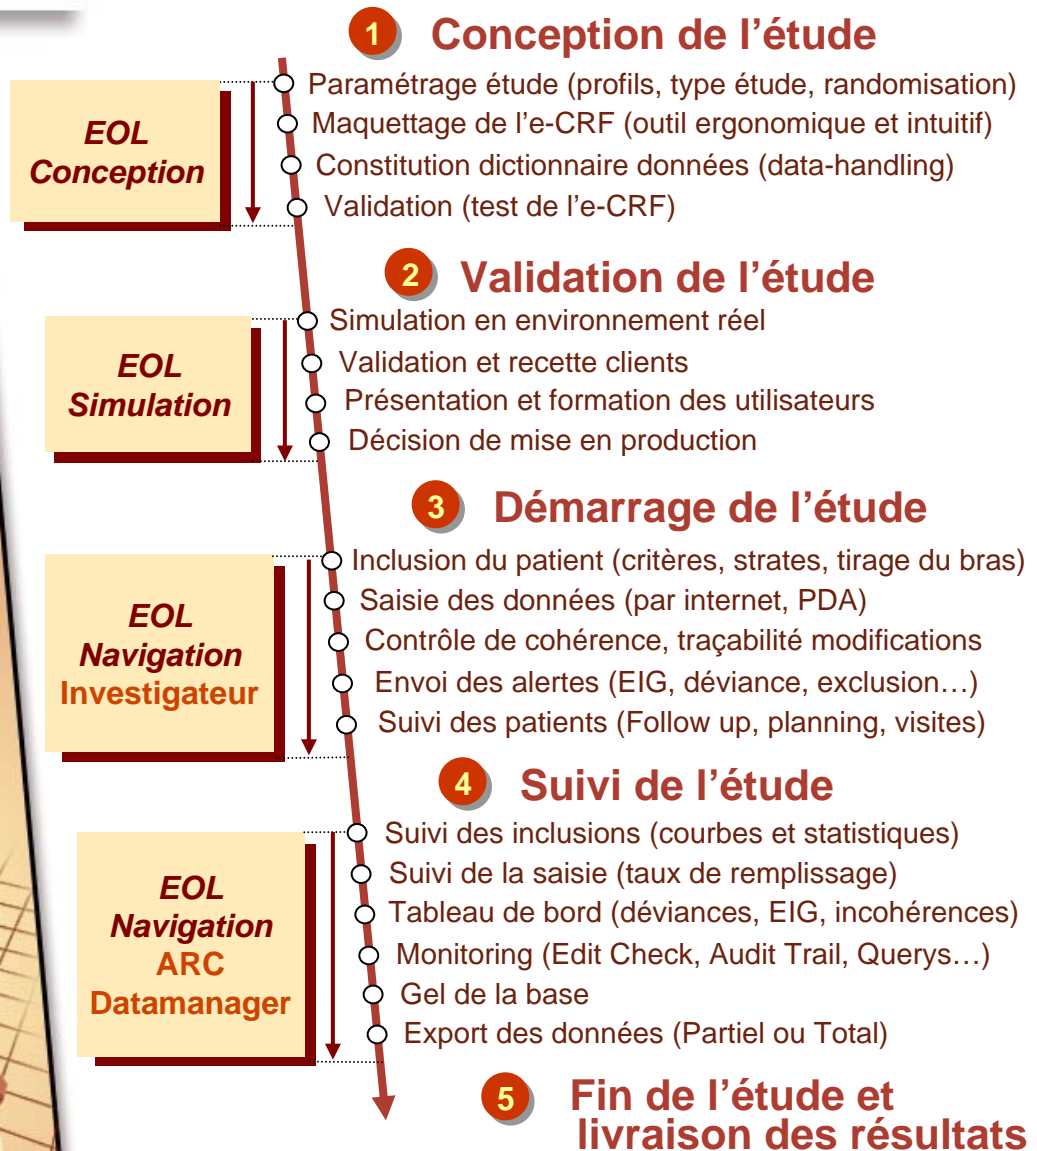 1 Conception de l’étude
EOL
Conception
Paramétrage étude (profils, type étude, randomisation)
Maquettage de l’e-CRF (outil ergonomique et intuitif)
Constitution dictionnaire données (data-handling)
Validation (test de l’e-CRF)
2 Validation de l’étude
EOL
Simulation
Simulation en environnement réel
Validation et recette clients
Présentation et formation des utilisateurs
Décision de mise en production
3 Démarrage de l’étude
EOL
Navigation
Investigateur
Inclusion du patient (critères, strates, tirage du bras)
Saisie des données (par internet, PDA)
Contrôle de cohérence, traçabilité modifications
Envoi des alertes (EIG, déviance, exclusion…)
Suivi des patients (Follow up, planning, visites)
4 Suivi de l’étude
EOL
Navigation
ARC
Datamanager
Suivi des inclusions (courbes et statistiques)
Suivi de la saisie (taux de remplissage)
Tableau de bord (déviances, EIG, incohérences)
Monitoring (Edit Check, Audit Trail, Querys…)
Gel de la base
Export des données (Partiel ou Total)
5 Fin de l’étude et
livraison des résultats